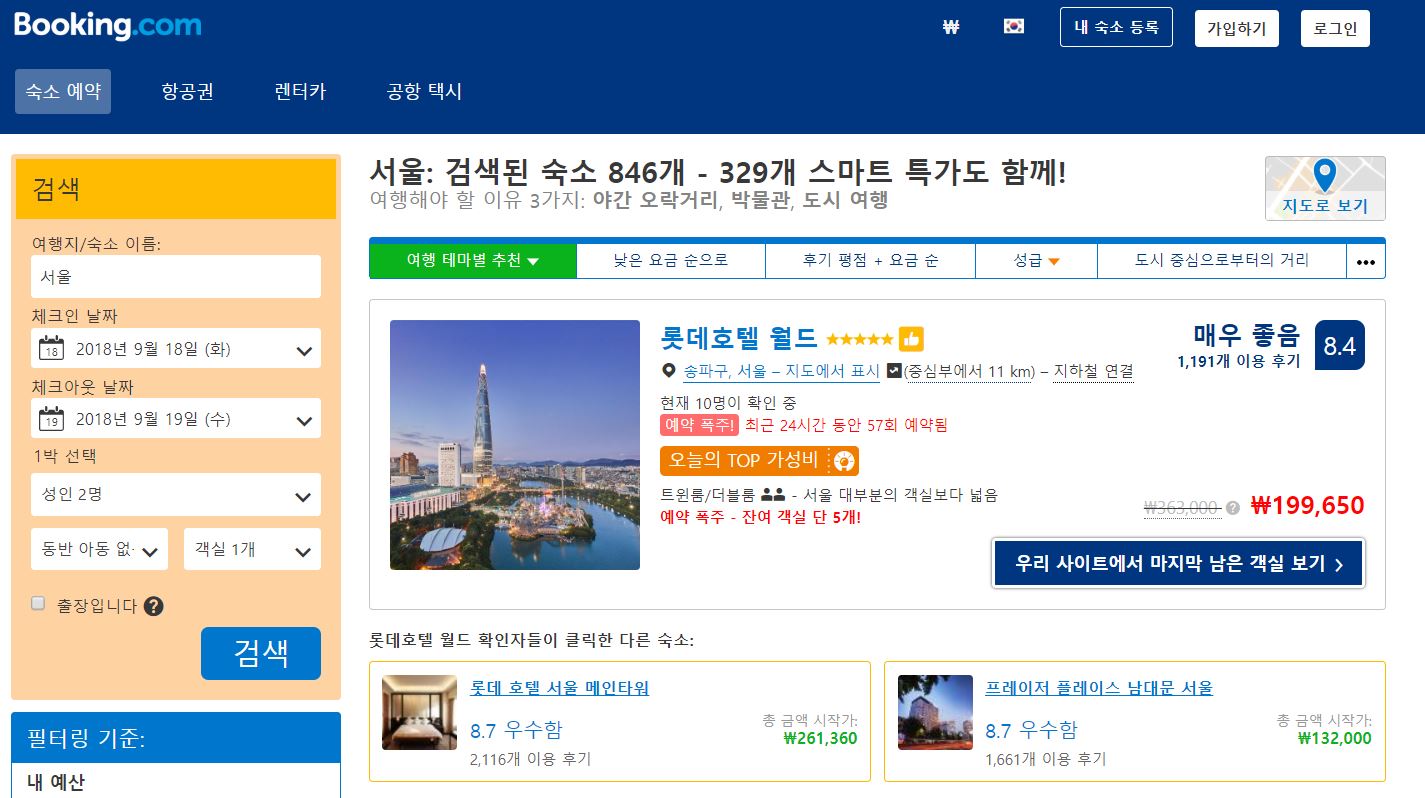 Booking.com
₩
내 숙소 등록
가입하기
로그인
숙소 예약
항공권
렌터카
공항 택시
검색
여행지/숙소 이름:
서울
체크인 날짜
18
2018년 9월 18일 (화)
체크아웃 날짜
19
2018년 9월 19일 (수)
1박 선택
성인 2명
동반 아동 없·
객실 1개
출장입니다 ?
검색
필터링 기준:
내 예산
서울: 검색된 숙소 846개 - 329개 스마트 특가도 함께!
여행해야 할 이유 3가지: 야간 오락거리, 박물관, 도시 여행
지도로 보기
여행 테마별 추천
낮은 요금 순으로
후기 평점 + 요금 순
성급
도시 중심으로부터의 거리
•••
롯데호텔 월드 ★★★★★
매우 좋음
8.4
1,191개 이용 후기
송파구, 서울 – 지도에서 표시 (중심부에서 11 km) – 지하철 연결
현재 10명이 확인 중
예약 폭주! 최근 24시간 동안 57회 예약됨
오늘의 TOP 가성비
트윈룸/더블룸 - 서울 대부분의 객실보다 넓음
예약 폭주 - 잔여 객실 단 5개!
₩363,000 ? ₩199,650
우리 사이트에서 마지막 남은 객실 보기 ›
롯데호텔 월드 확인자들이 클릭한 다른 숙소:
롯데 호텔 서울 메인타워
8.7 우수함
2,116개 이용 후기
총 금액 시작가:
₩261,360
프레이저 플레이스 남대문 서울
8.7 우수함
1,661개 이용 후기
총 금액 시작가:
₩132,000